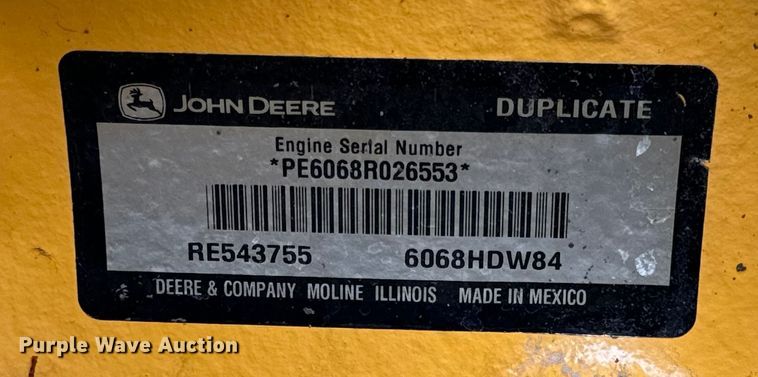 JOHN DEERE DUPLICATE
Engine Serial Number
*PE6068R026553*
RE543755 6068HDW84
DEERE & COMPANY MOLINE ILLINOIS MADE IN MEXICO
Purple Wave Auction